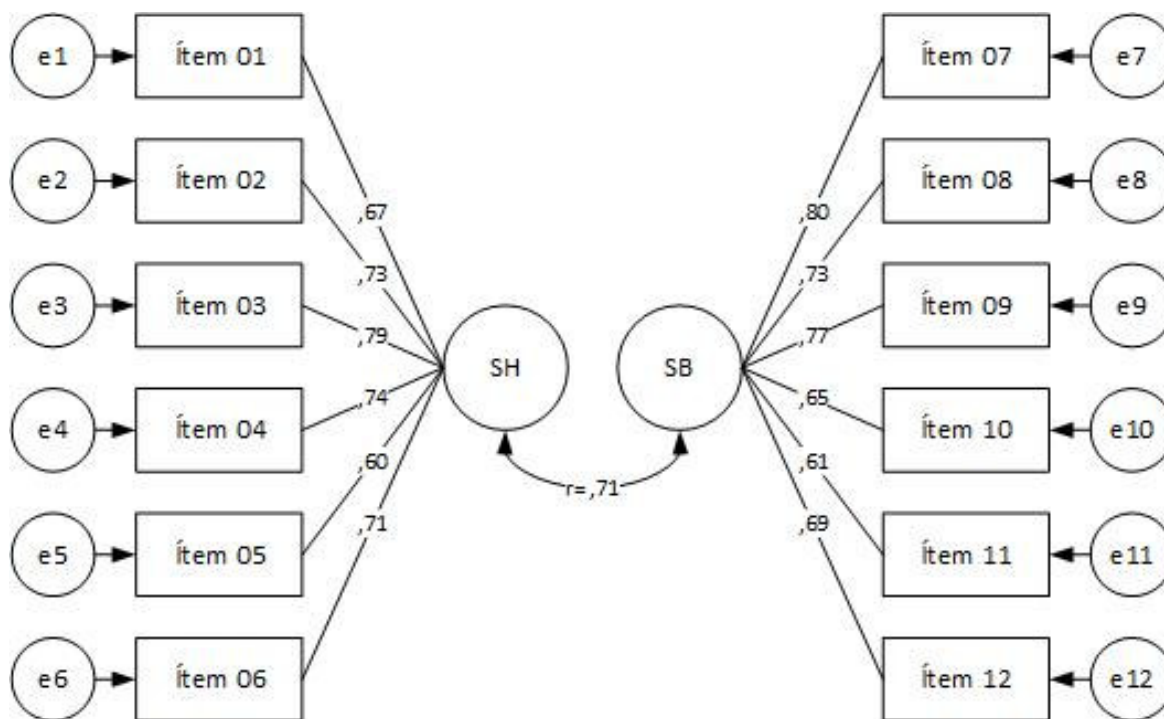 e1 Ítem 01 Ítem 07 e7
e2 Ítem 02 Ítem 08 e8
,67 ,80
,73 ,73
e3 Ítem 03 Ítem 09 e9
,79 ,77
SH SB
,74 ,65
e4 Ítem 04 Ítem 10 e10
,60 ,61
r= ,71
,71 ,69
e5 Ítem 05 Ítem 11 e11
e6 Ítem 06 Ítem 12 e12